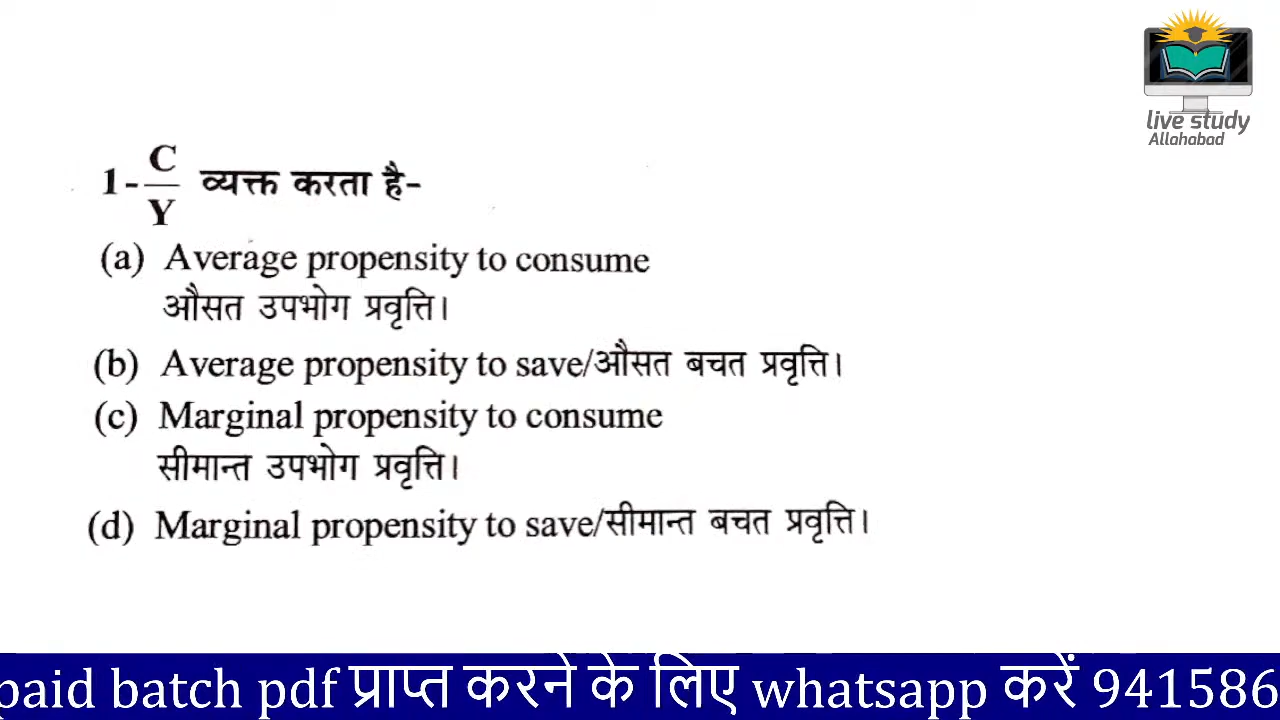 live study
Allahabad
1-C/Y व्यक्त करता है-
(a) Average propensity to consume
औसत उपभोग प्रवृत्ति।
(b) Average propensity to save/औसत बचत प्रवृत्ति।
(c) Marginal propensity to consume
सीमान्त उपभोग प्रवृत्ति।
(d) Marginal propensity to save/सीमान्त बचत प्रवृत्ति।
paid batch pdf प्राप्त करने के लिए whatsapp करें 941586